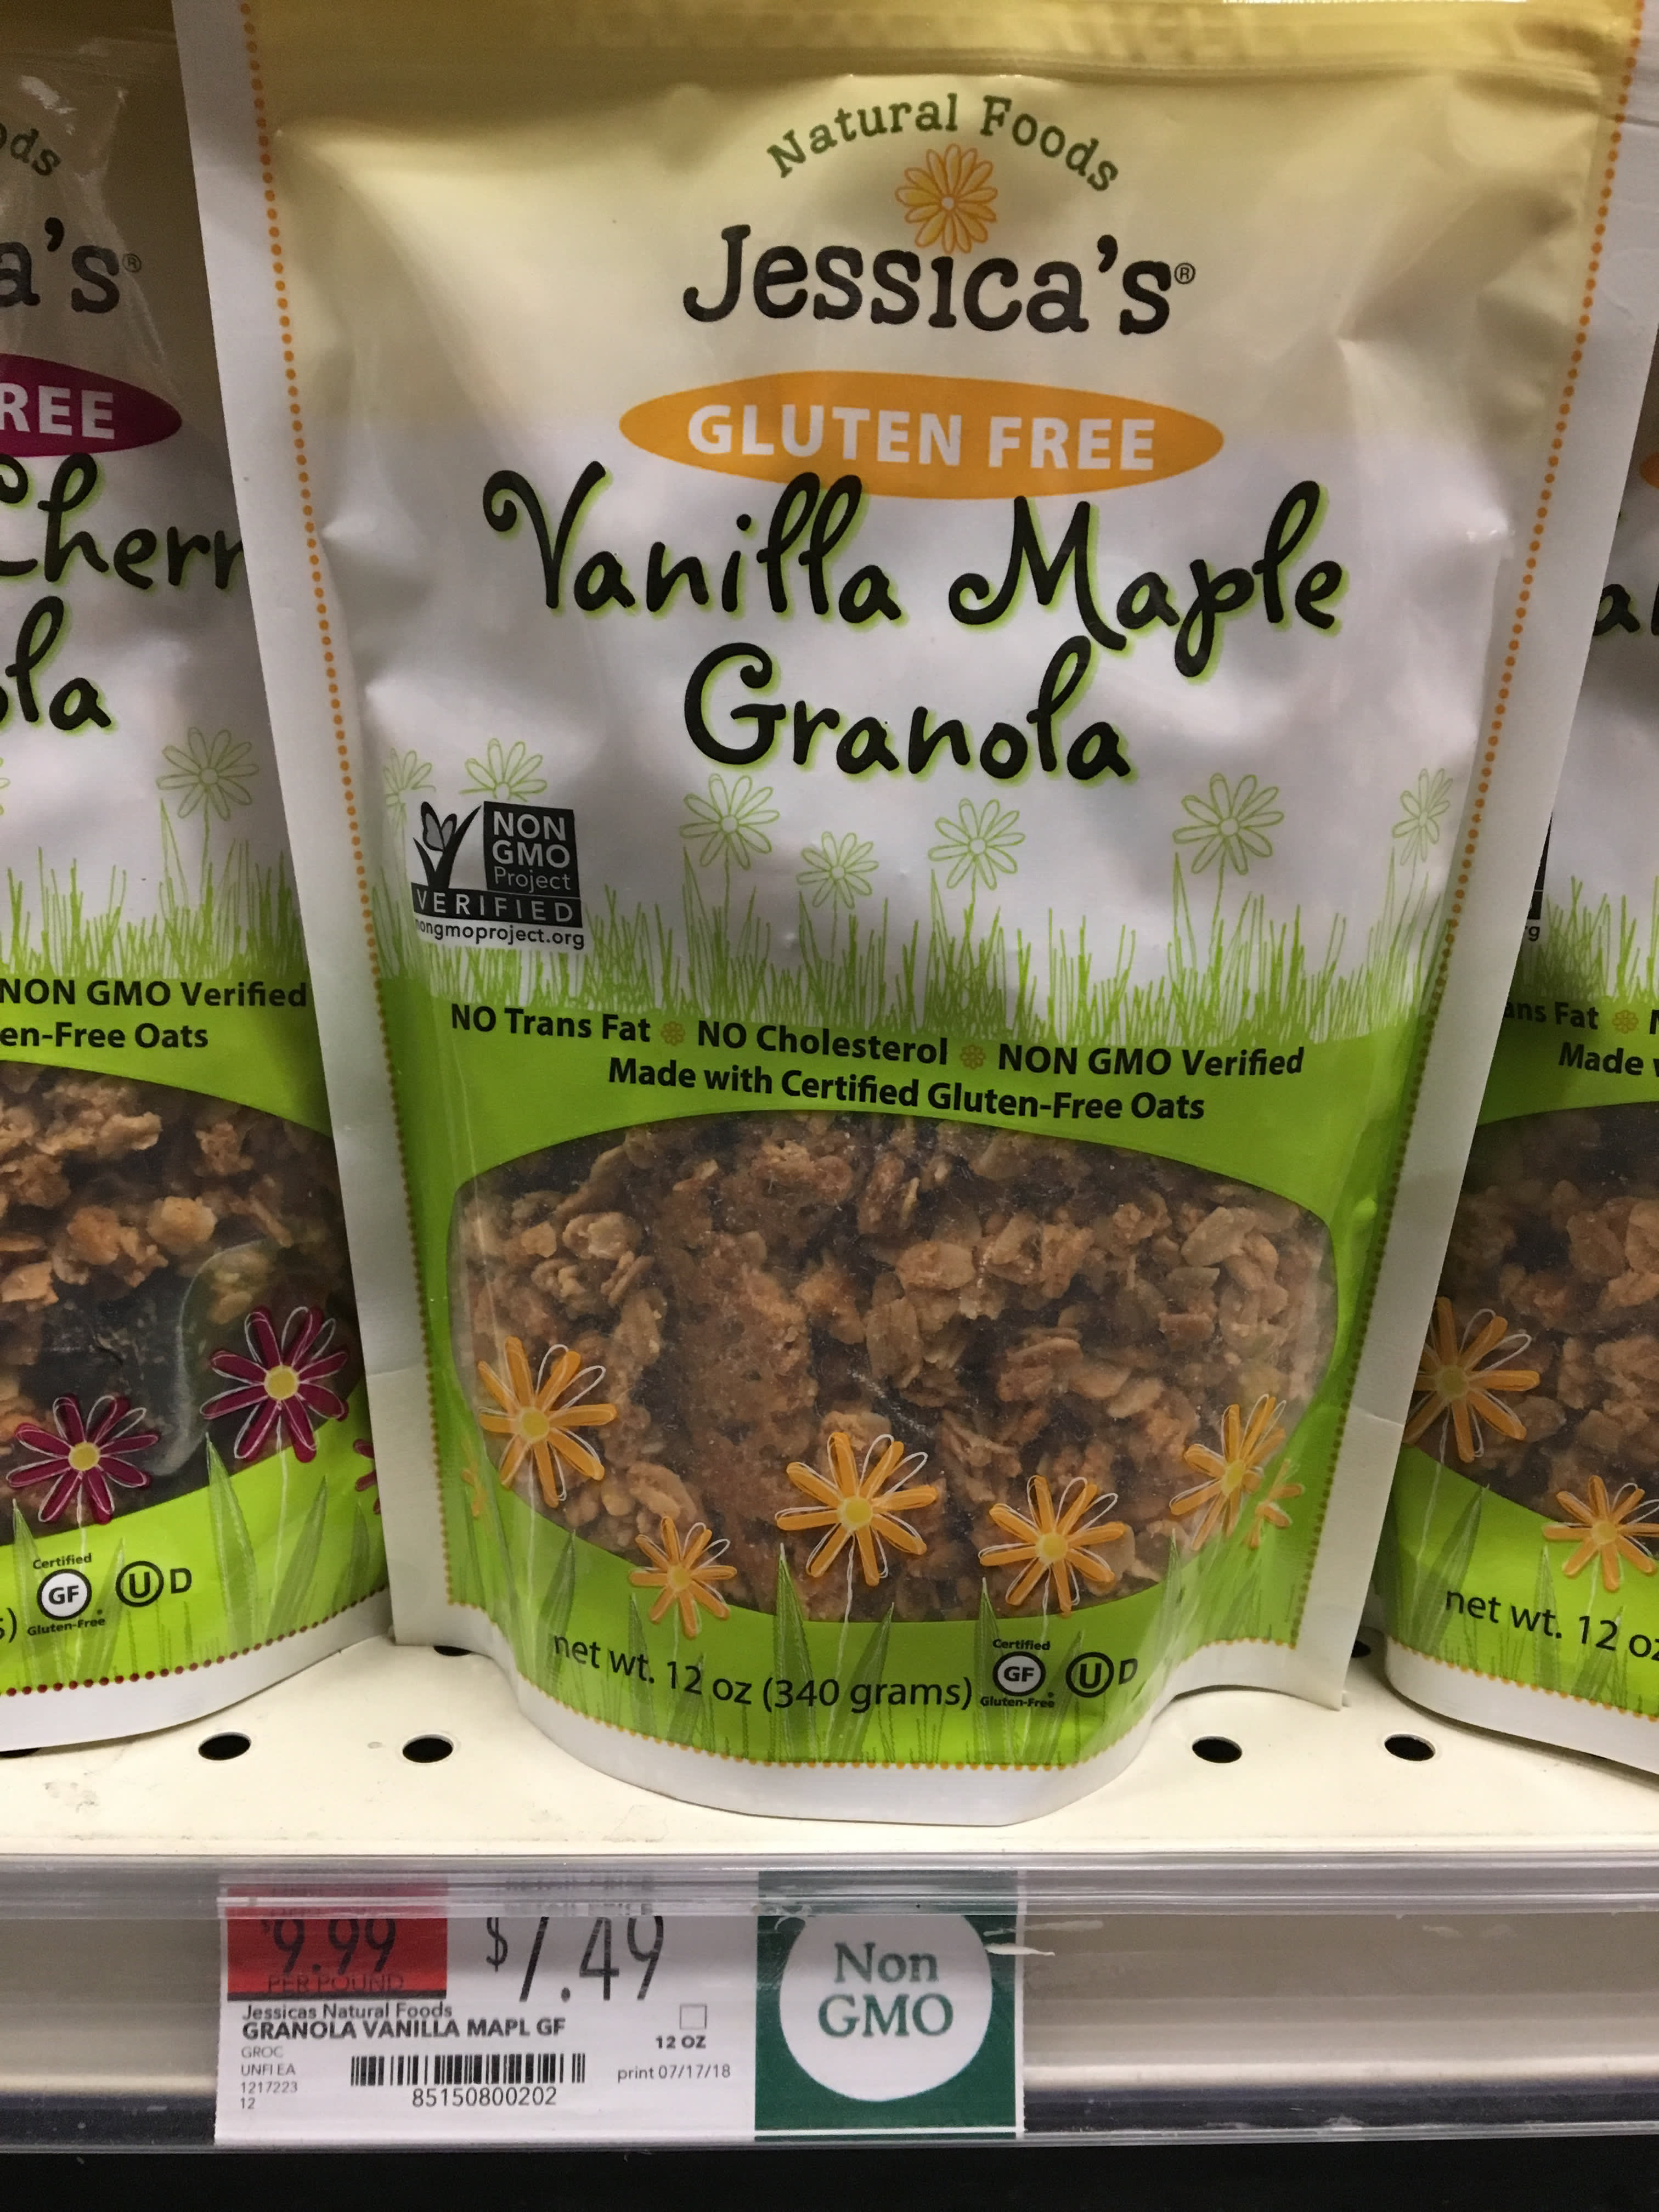 Natural Foods
Jessica's®
GLUTEN FREE
Vanilla Maple
Granola
NON
GMO
Project
VERIFIED
nongmoproject.org
NO Trans Fat NO Cholesterol NON GMO Verified
Made with Certified Gluten-Free Oats
net wt. 12 oz (340 grams)
Certified
GF
Gluten-Free
U D
a's®
REE
Cherr
ola
NON GMO Verified
en-Free Oats
Certified
GF
Gluten-Free
U D
ans Fat
Made
net wt. 12 oz
$9.99
PER POUND
$7.49
Jessicas Natural Foods
GRANOLA VANILLA MAPL GF
12 OZ
GROC
UNFI EA
1217223
12
85150800202
print 07/17/18
Non
GMO